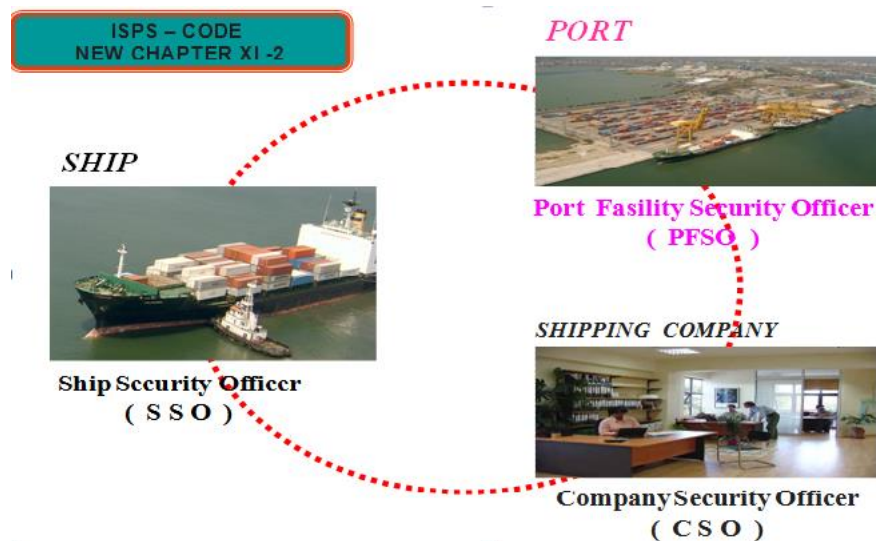 ISPS – CODE
NEW CHAPTER XI -2
PORT
SHIP
Port Fasility Security Officer
( PFSO )
SHIPPING COMPANY
Ship Security Officer
( S S O )
Company Security Officer
( C S O )